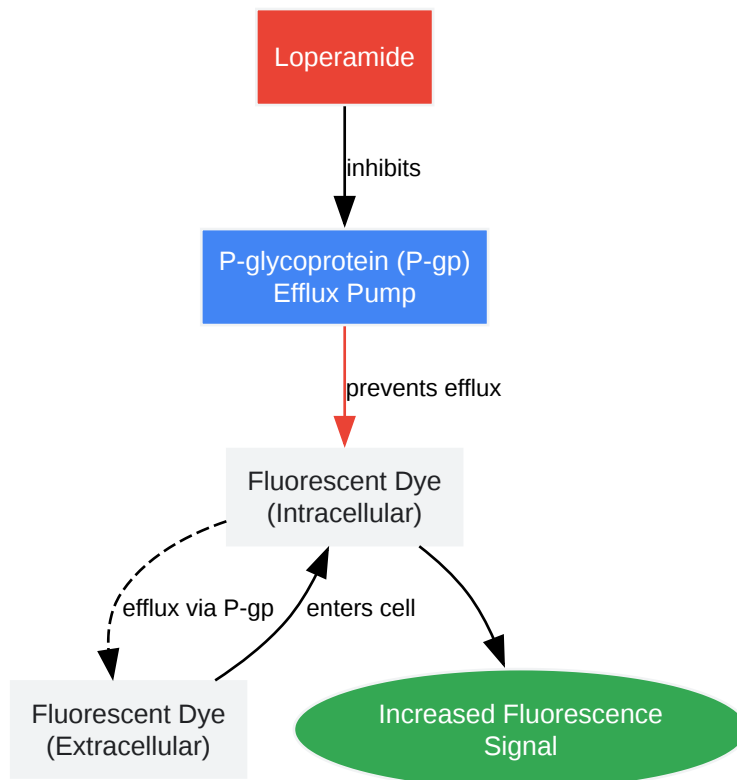 Loperamide
inhibits
P-glycoprotein (P-gp)
Efflux Pump
prevents efflux
Fluorescent Dye
(Intracellular)
efflux via P-gp
enters cell
Fluorescent Dye
(Extracellular)
Increased Fluorescence
Signal